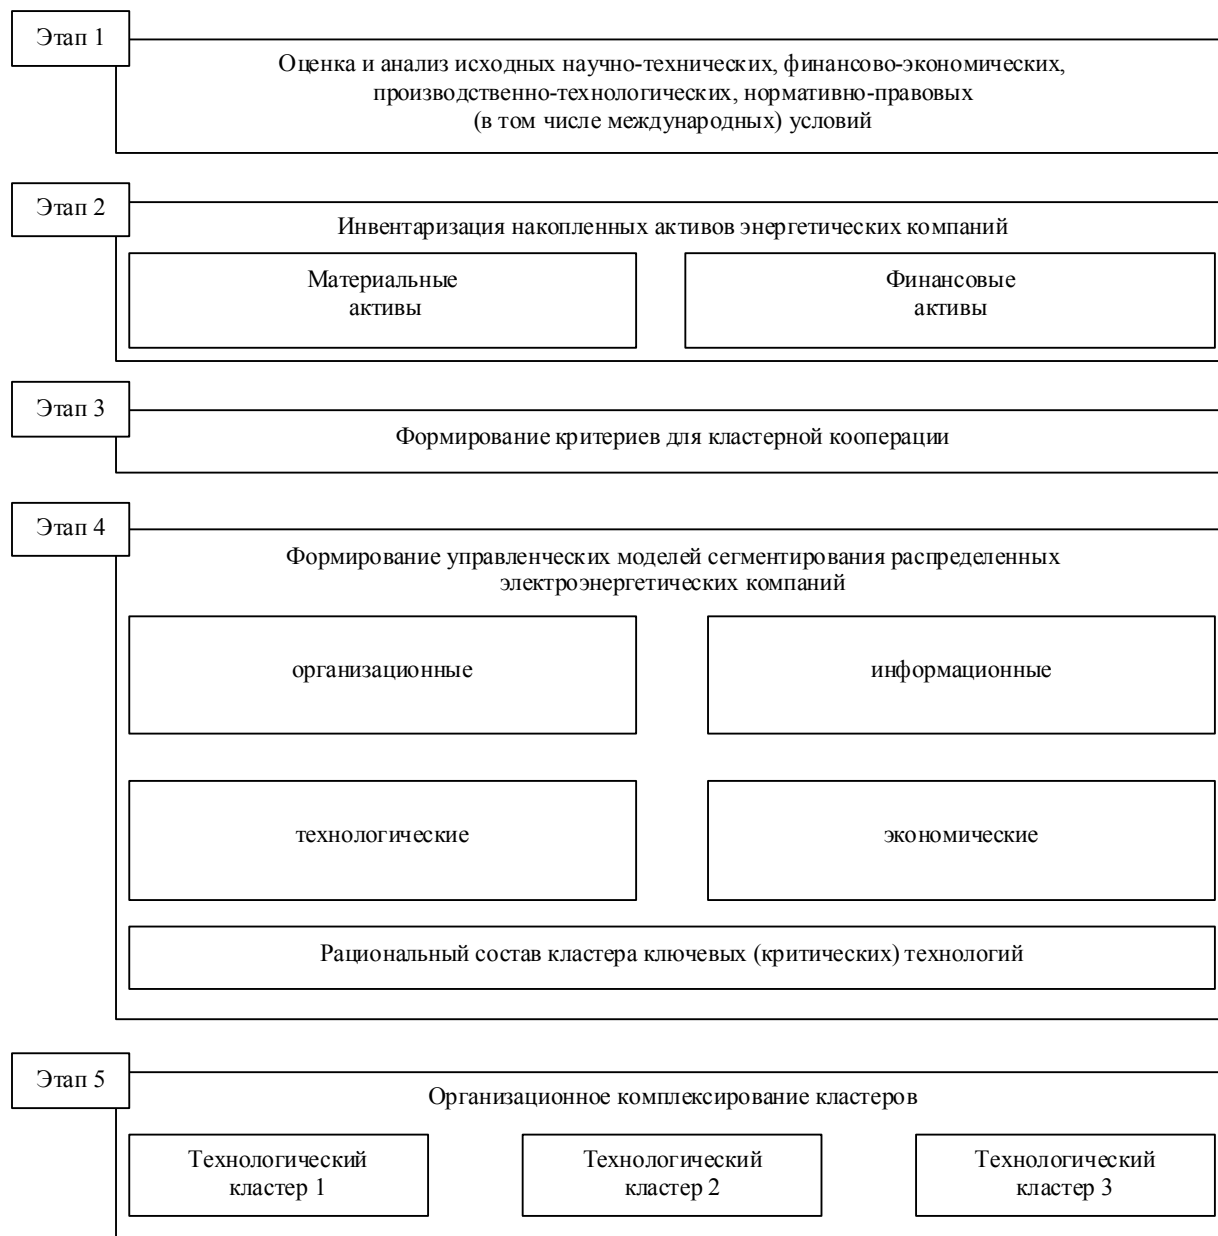 Этап 1
Оценка и анализ исходных научно-технических, финансово-экономических,
производственно-технологических, нормативно-правовых
(в том числе международных) условий
Этап 2
Инвентаризация накопленных активов энергетических компаний
Материальные
активы
Финансовые
активы
Этап 3
Формирование критериев для кластерной кооперации
Этап 4
Формирование управленческих моделей сегментирования распределенных
электроэнергетических компаний
организационные
информационные
технологические
экономические
Рациональный состав кластера ключевых (критических) технологий
Этап 5
Организационное комплексирование кластеров
Технологический
кластер 1
Технологический
кластер 2
Технологический
кластер 3